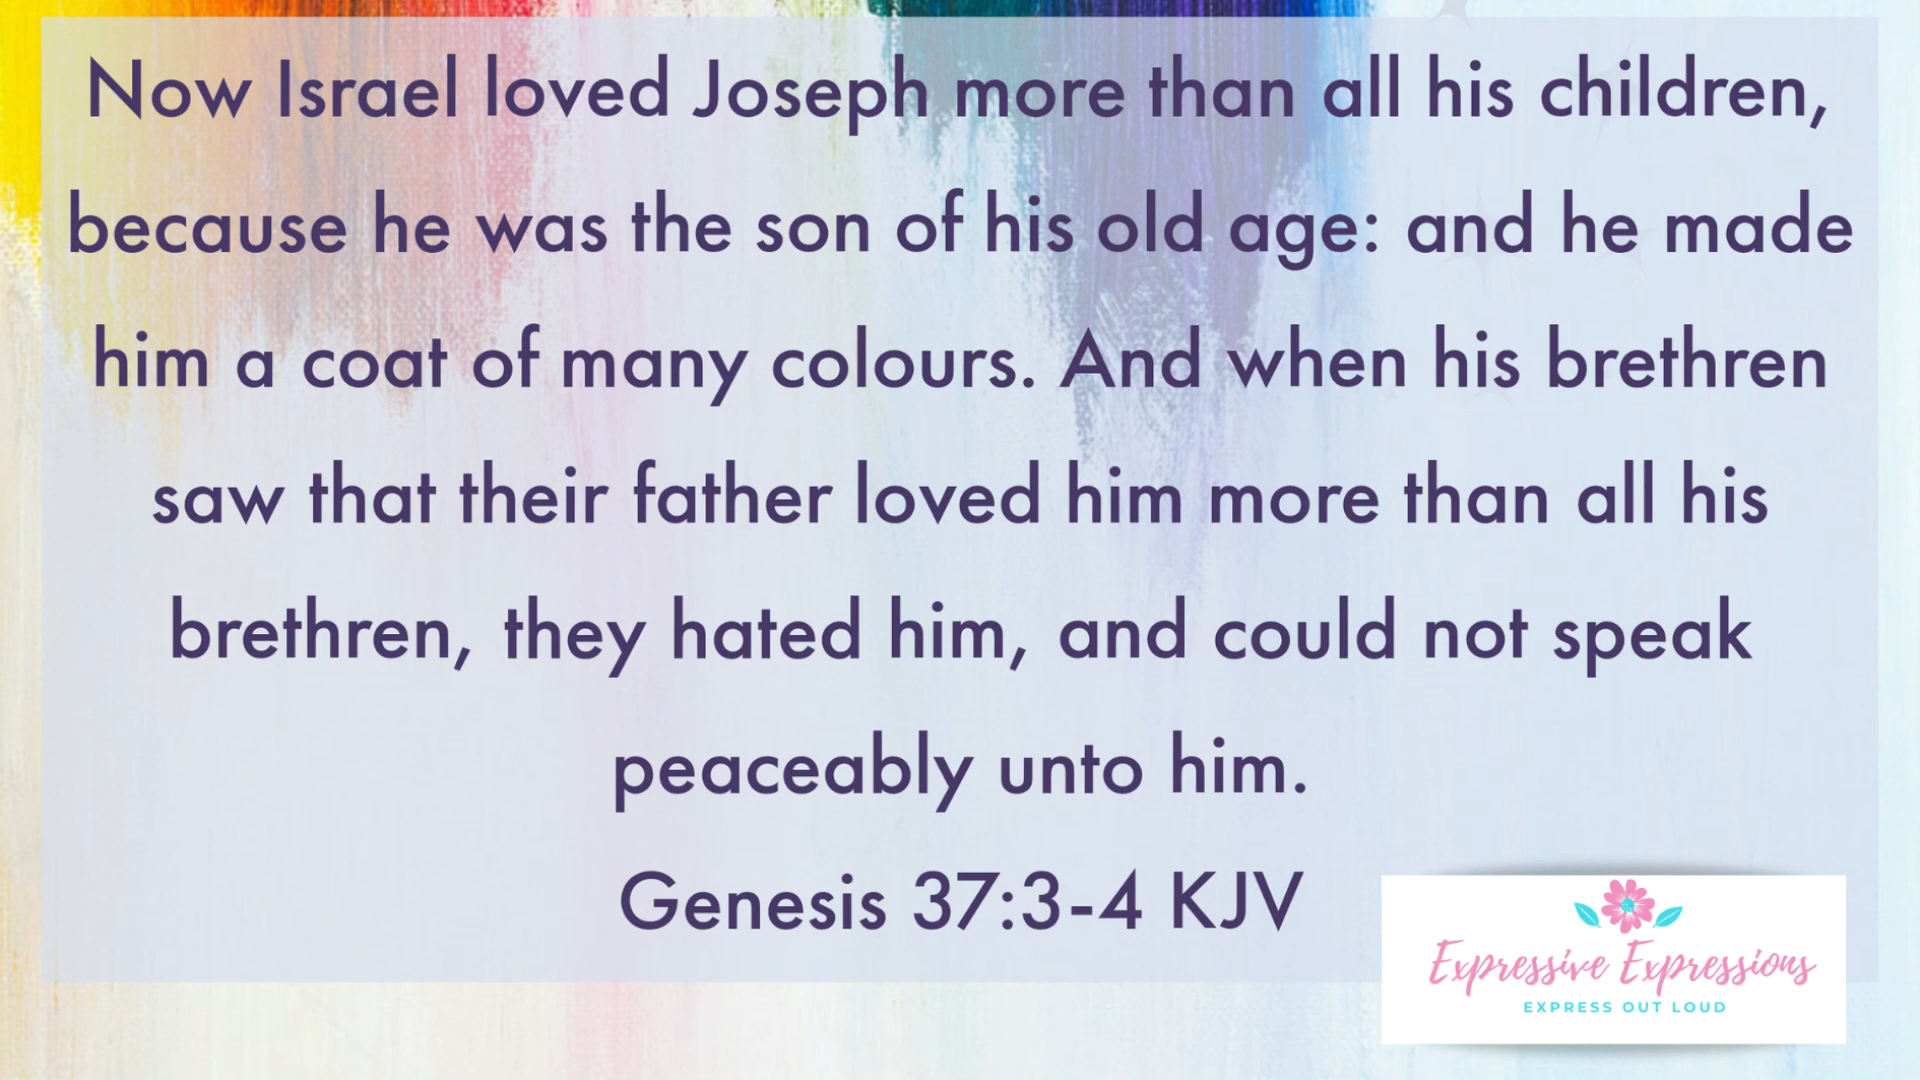 Now Israel loved Joseph more than all his children,
because he was the son of his old age: and he made
him a coat of many colours. And when his brethren
saw that their father loved him more than all his
brethren, they hated him, and could not speak
peaceably unto him.
Genesis 37:3-4 KJV
Expressive Expressions
EXPRESS OUT LOUD